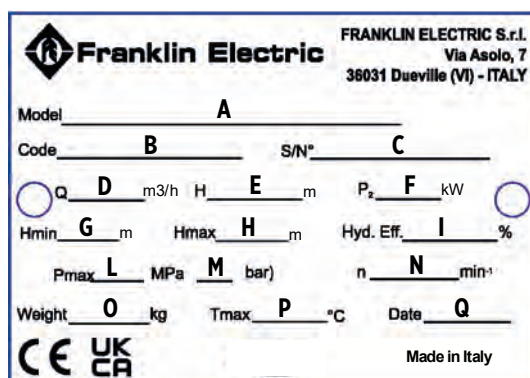 Franklin Electric
FRANKLIN ELECTRIC S.r.l.
Via Asolo, 7
36031 Dueville (VI) - ITALY
Model A
Code B S/N° C
Q D m3/h H E m P₂ F kW
Hmin G m Hmax H m Hyd. Eff. I %
Pmax L MPa M bar) n N min⁻¹
Weight O kg Tmax P °C Date Q
CE UK CA Made in Italy